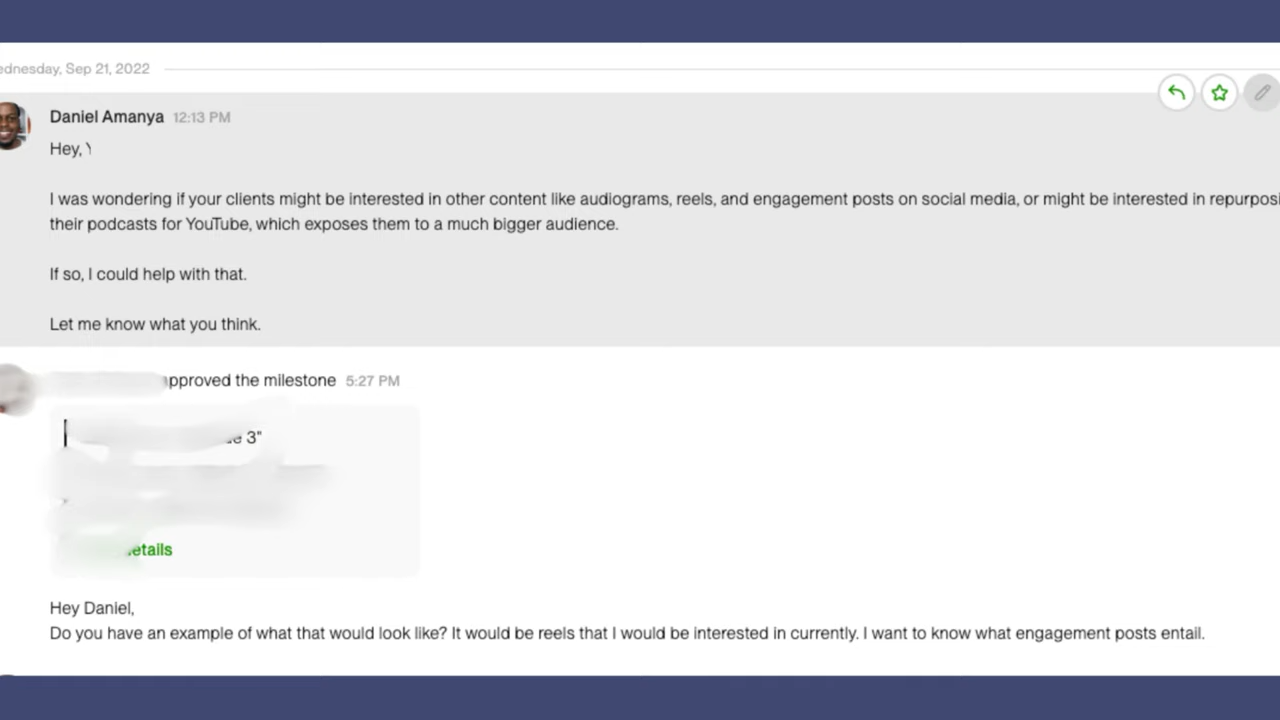 ednesday, Sep 21, 2022
Daniel Amanya 12:13 PM
Hey,
I was wondering if your clients might be interested in other content like audiograms, reels, and engagement posts on social media, or might be interested in repurposi
their podcasts for YouTube, which exposes them to a much bigger audience.
If so, I could help with that.
Let me know what you think.
pproved the milestone 5:27 PM
3"
etails
Hey Daniel,
Do you have an example of what that would look like? It would be reels that I would be interested in currently. I want to know what engagement posts entail.